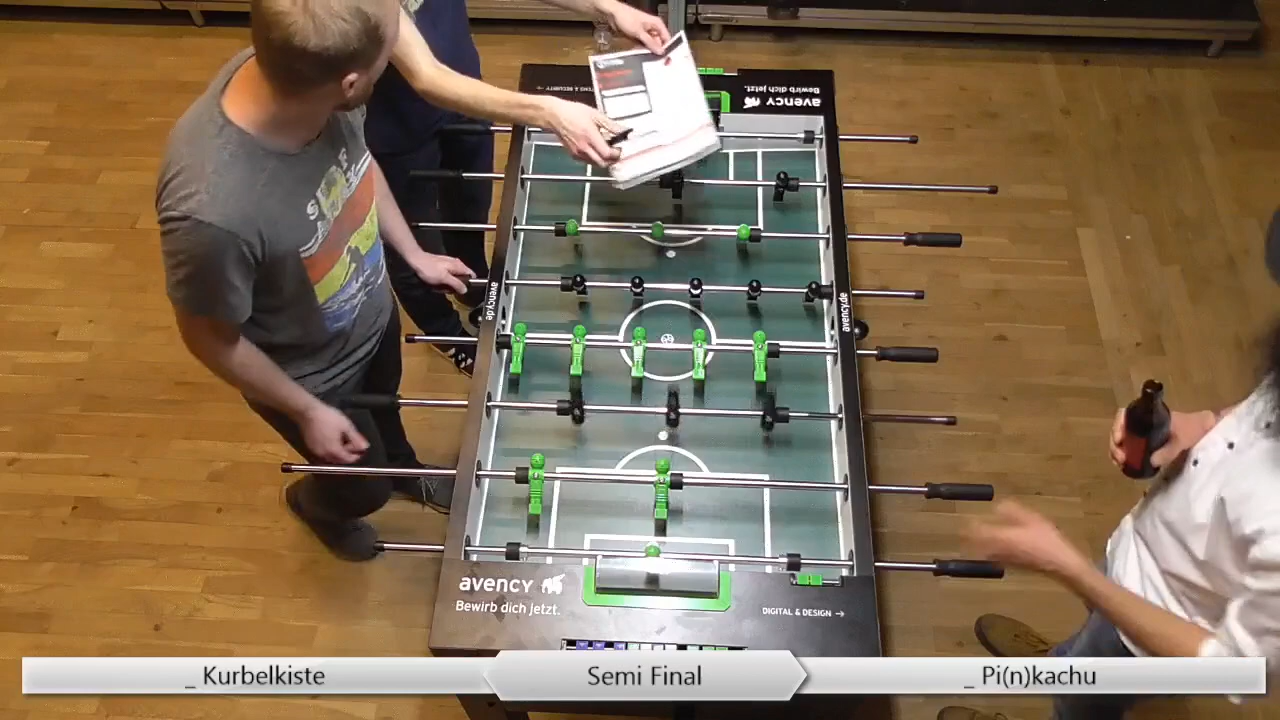 avency
Bewirb dich jetzt.
& SECURITY
avency.de
avency.de
avency
Bewirb dich jetzt.
DIGITAL & DESIGN →
_ Kurbelkiste
Semi Final
_ Pi(n)kachu